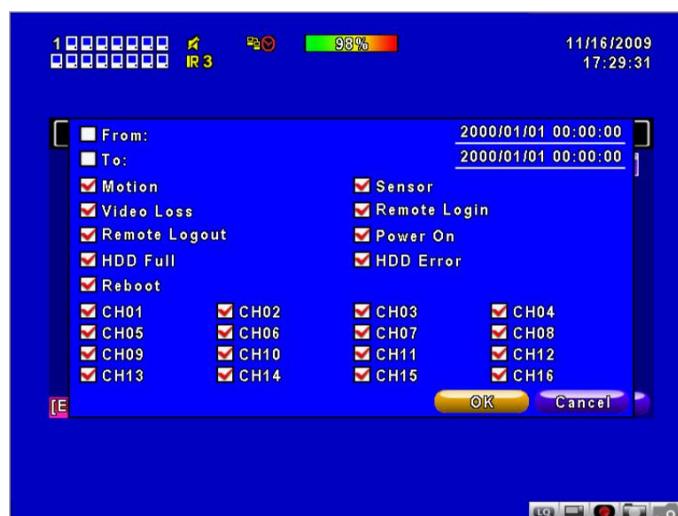 1 98% 11/16/2009
IR 3 17:29:31
From: 2000/01/01 00:00:00
To: 2000/01/01 00:00:00
Motion Sensor
Video Loss Remote Login
Remote Logout Power On
HDD Full HDD Error
Reboot
CH01 CH02 CH03 CH04
CH05 CH06 CH07 CH08
CH09 CH10 CH11 CH12
CH13 CH14 CH15 CH16
[E OK Cancel